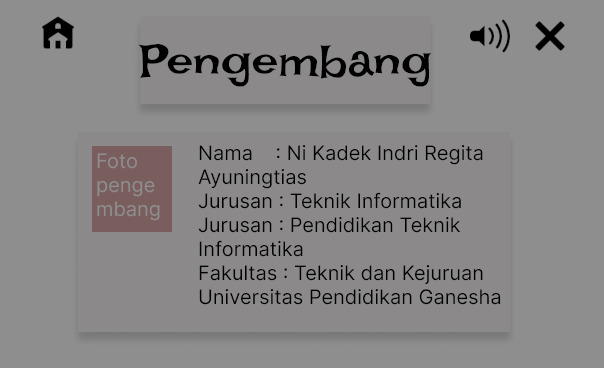 Pengembang
Foto
penge
mbang
Nama : Ni Kadek Indri Regita
Ayuningtias
Jurusan : Teknik Informatika
Jurusan : Pendidikan Teknik
Informatika
Fakultas : Teknik dan Kejuruan
Universitas Pendidikan Ganesha